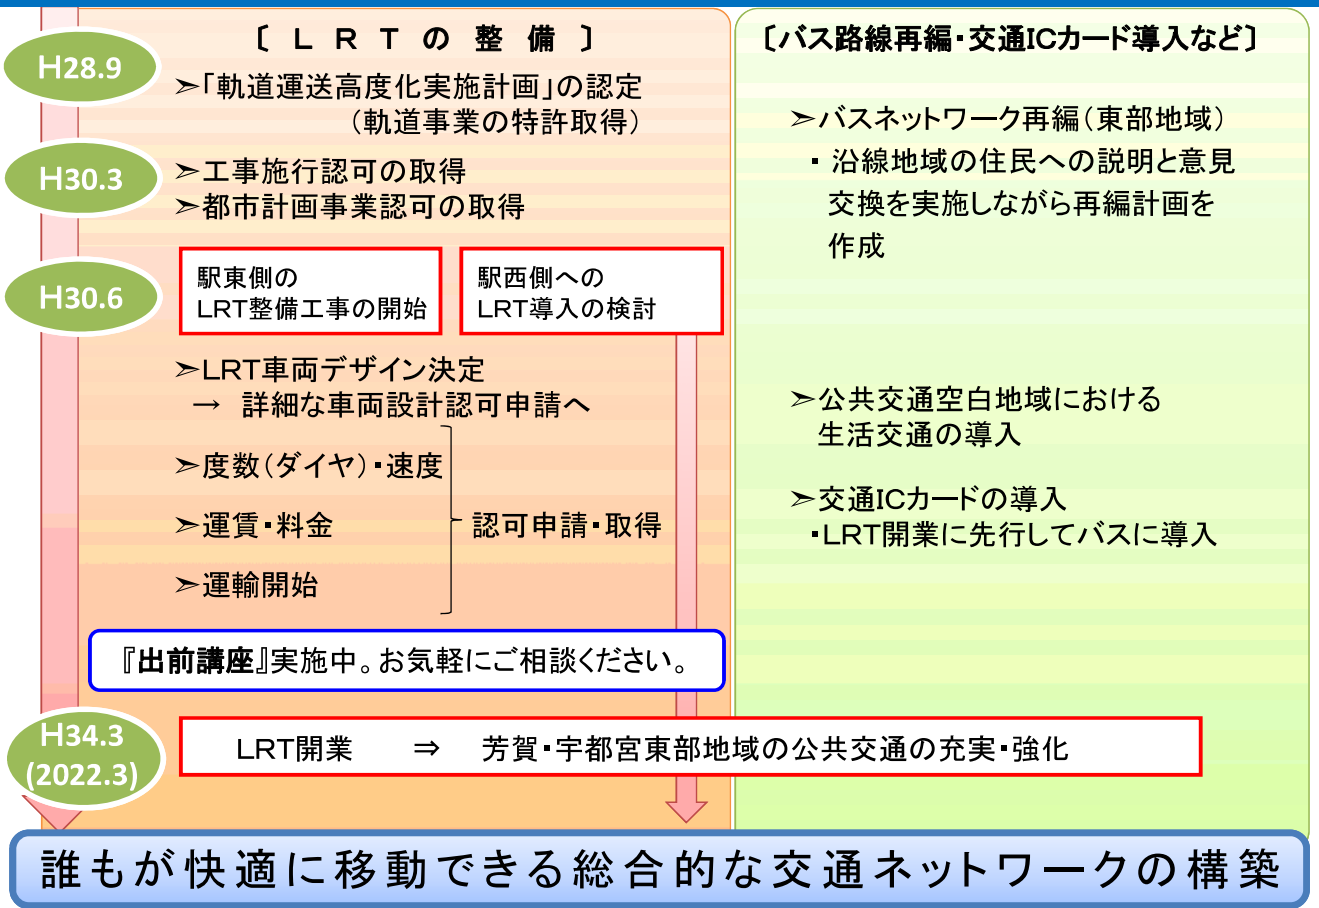 〔 ＬＲＴの整備 〕
H28.9
➢「軌道運送高度化実施計画」の認定
（軌道事業の特許取得）
H30.3
➢工事施行認可の取得
➢都市計画事業認可の取得
H30.6
駅東側の
LRT整備工事の開始
駅西側への
LRT導入の検討
➢LRT車両デザイン決定
→ 詳細な車両設計認可申請へ
➢度数（ダイヤ）・速度
➢運賃・料金
認可申請・取得
➢運輸開始
『出前講座』実施中。お気軽にご相談ください。
〔バス路線再編・交通ICカード導入など〕
➢バスネットワーク再編（東部地域）
・ 沿線地域の住民への説明と意見
交換を実施しながら再編計画を
作成
➢公共交通空白地域における
生活交通の導入
➢交通ICカードの導入
・LRT開業に先行してバスに導入
H34.3
(2022.3)
LRT開業 ⇒ 芳賀・宇都宮東部地域の公共交通の充実・強化
誰もが快適に移動できる総合的な交通ネットワークの構築